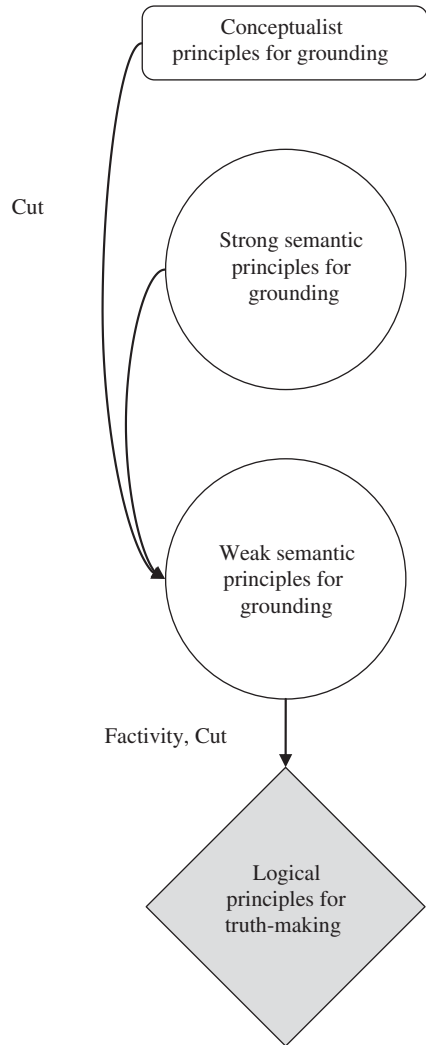 Conceptualist
principles for grounding
Cut
Strong semantic
principles for
grounding
Weak semantic
principles for
grounding
Factivity, Cut
Logical
principles for
truth-making